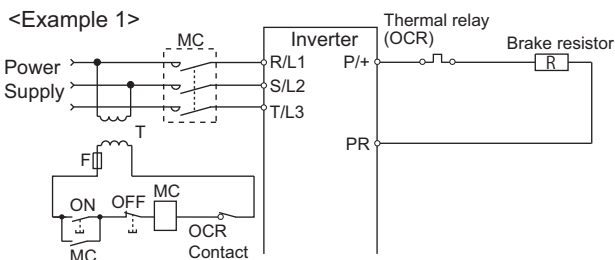 <Example 1>
Power
Supply
MC
Inverter
R/L1
S/L2
T/L3
P/+
PR
Thermal relay
(OCR)
Brake resistor
R
T
F
ON
OFF
MC
MC
OCR
Contact